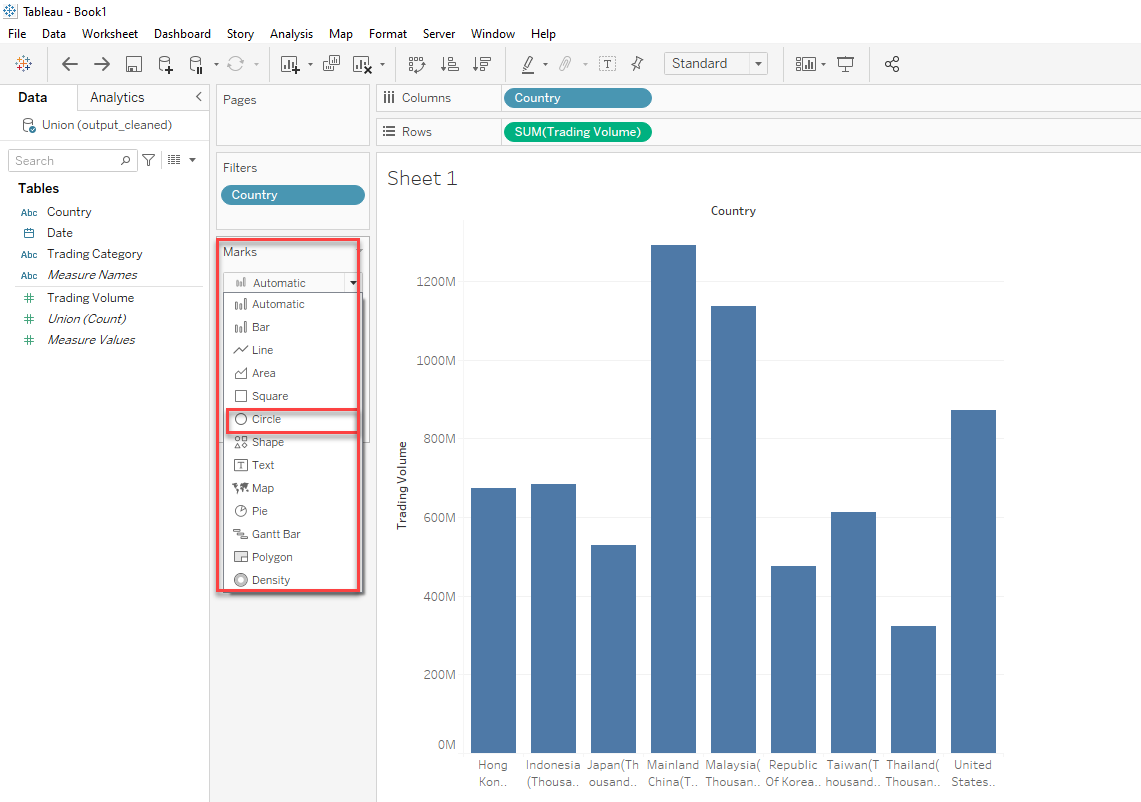 Tableau - Book1
File Data Worksheet Dashboard Story Analysis Map Format Server Window Help
Standard
Data Analytics
Union (output_cleaned)
Search
Tables
Abc Country
Date
Abc Trading Category
Abc Measure Names
Trading Volume
Union (Count)
Measure Values
Pages
Filters
Country
Marks
Automatic
Automatic
Bar
Line
Area
Square
Circle
Shape
Text
Map
Pie
Gantt Bar
Polygon
Density
Columns Country
Rows SUM(Trading Volume)
Sheet 1
Country
Trading Volume
1200M
1000M
800M
600M
400M
200M
0M
Hong Indonesia Japan(Th Mainland Malaysia( Republic Taiwan(T Thailand( United
Kon.. (Thousa.. ousand.. China(T.. Thousan.. Of Korea.. housand.. Thousan.. States..